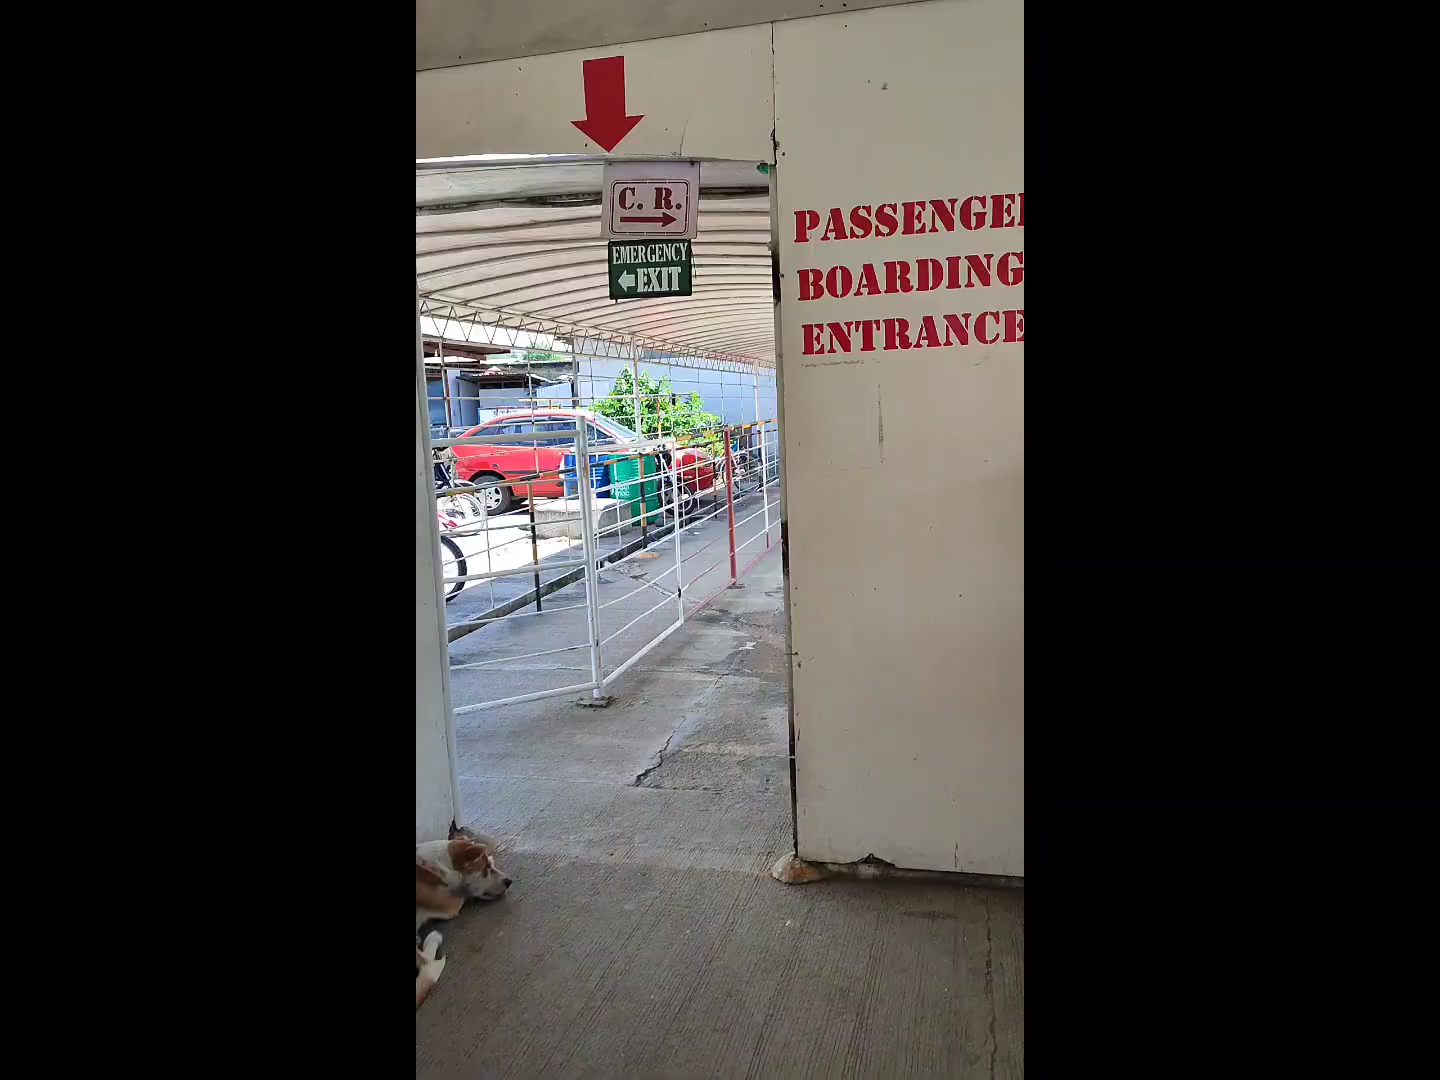 C. R.
EMERGENCY
EXIT
PASSENGE
BOARDING
ENTRANCE